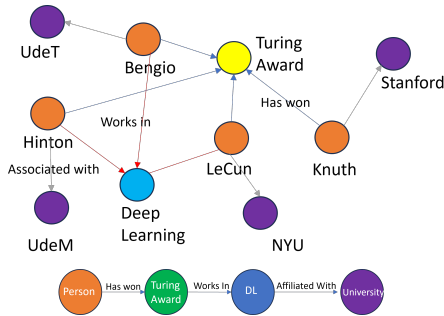 UdeT
Bengio
Turing
Award
Stanford
Has won
Works in
Hinton
LeCun
Knuth
Associated with
Deep
Learning
UdeM
NYU
Person
Has won
Turing
Award
Works In
DL
Affiliated With
University